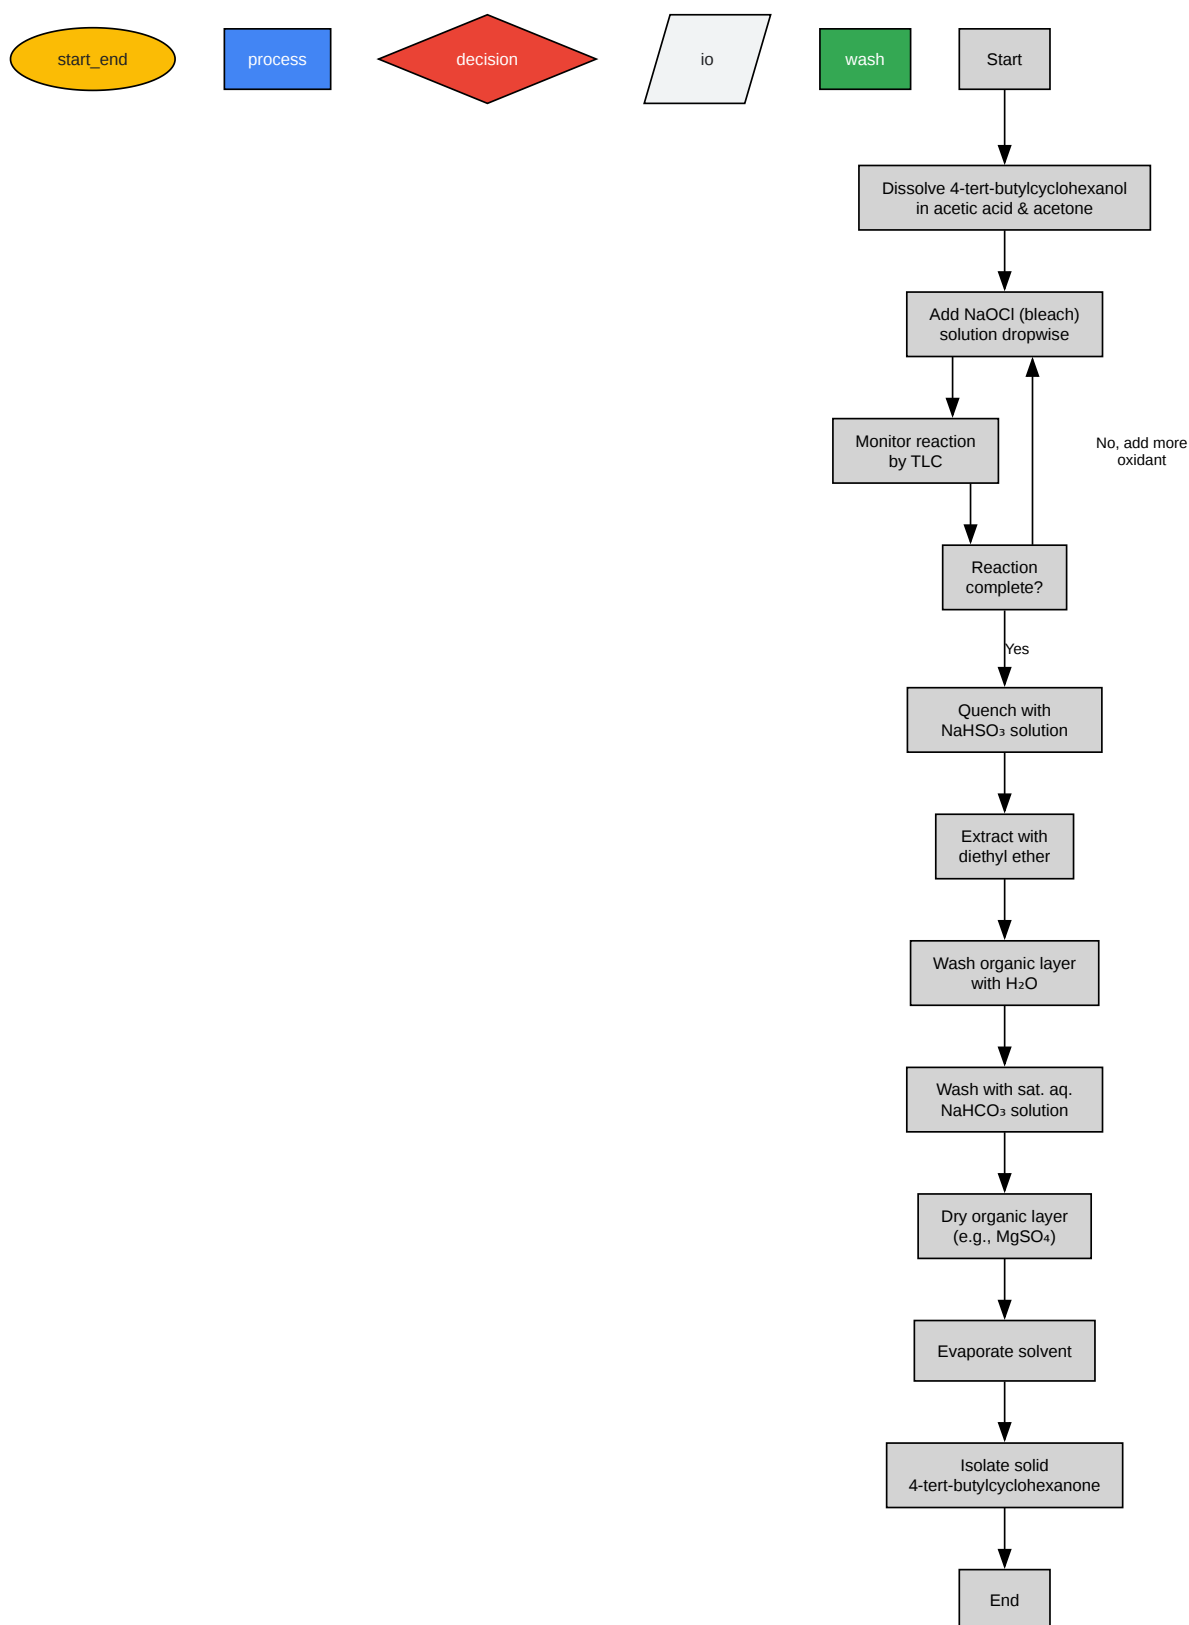 start_end
process
decision
io
wash
Start
Dissolve 4-tert-butylcyclohexanol
in acetic acid & acetone
Add NaOCl (bleach)
solution dropwise
Monitor reaction
by TLC
No, add more
oxidant
Reaction
complete?
Yes
Quench with
NaHSO₃ solution
Extract with
diethyl ether
Wash organic layer
with H₂O
Wash with sat. aq.
NaHCO₃ solution
Dry organic layer
(e.g., MgSO₄)
Evaporate solvent
Isolate solid
4-tert-butylcyclohexanone
End